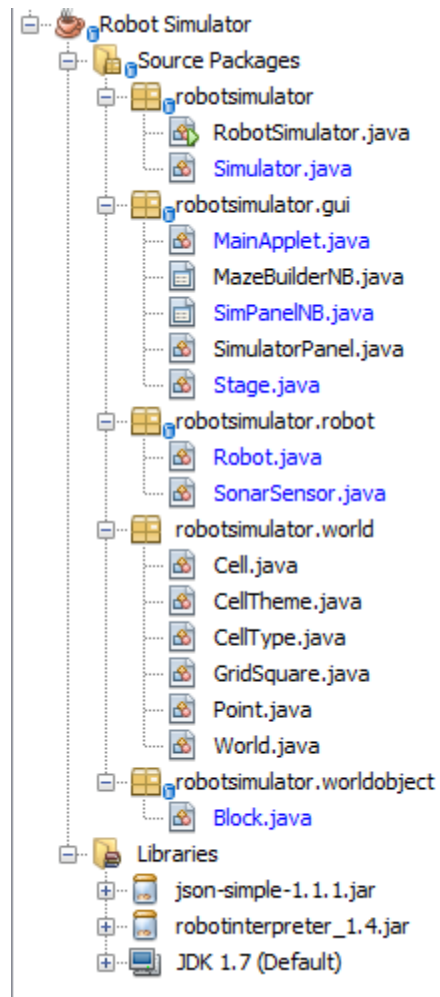 Robot Simulator
Source Packages
robotsimulator
RobotSimulator.java
Simulator.java
robotsimulator.gui
MainApplet.java
MazeBuilderNB.java
SimPanelNB.java
SimulatorPanel.java
Stage.java
robotsimulator.robot
Robot.java
SonarSensor.java
robotsimulator.world
Cell.java
CellTheme.java
CellType.java
GridSquare.java
Point.java
World.java
robotsimulator.worldobject
Block.java
Libraries
json-simple-1.1.1.jar
robotinterpreter_1.4.jar
JDK 1.7 (Default)